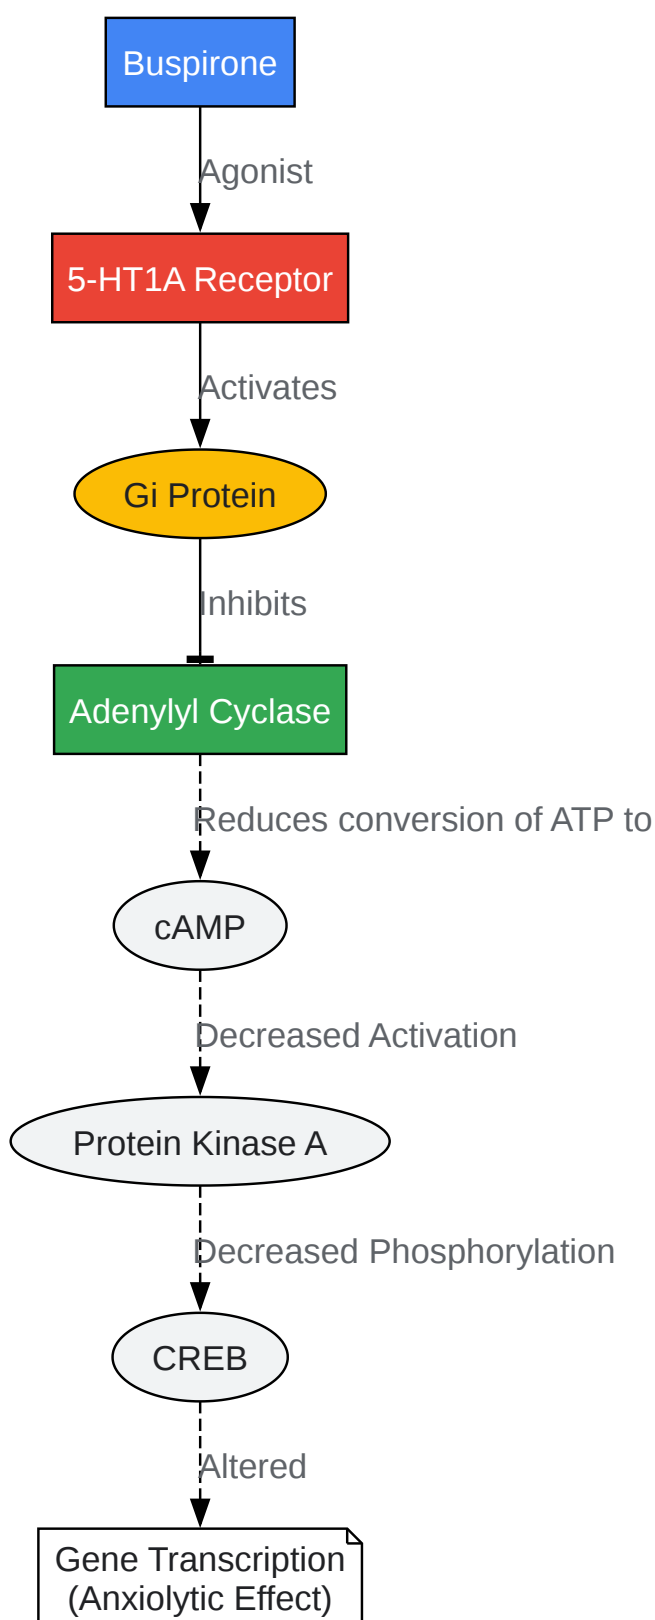 Buspirone
Agonist
5-HT1A Receptor
Activates
Gi Protein
Inhibits
Adenylyl Cyclase
Reduces conversion of ATP to
cAMP
Decreased Activation
Protein Kinase A
Decreased Phosphorylation
CREB
Altered
Gene Transcription
(Anxiolytic Effect)